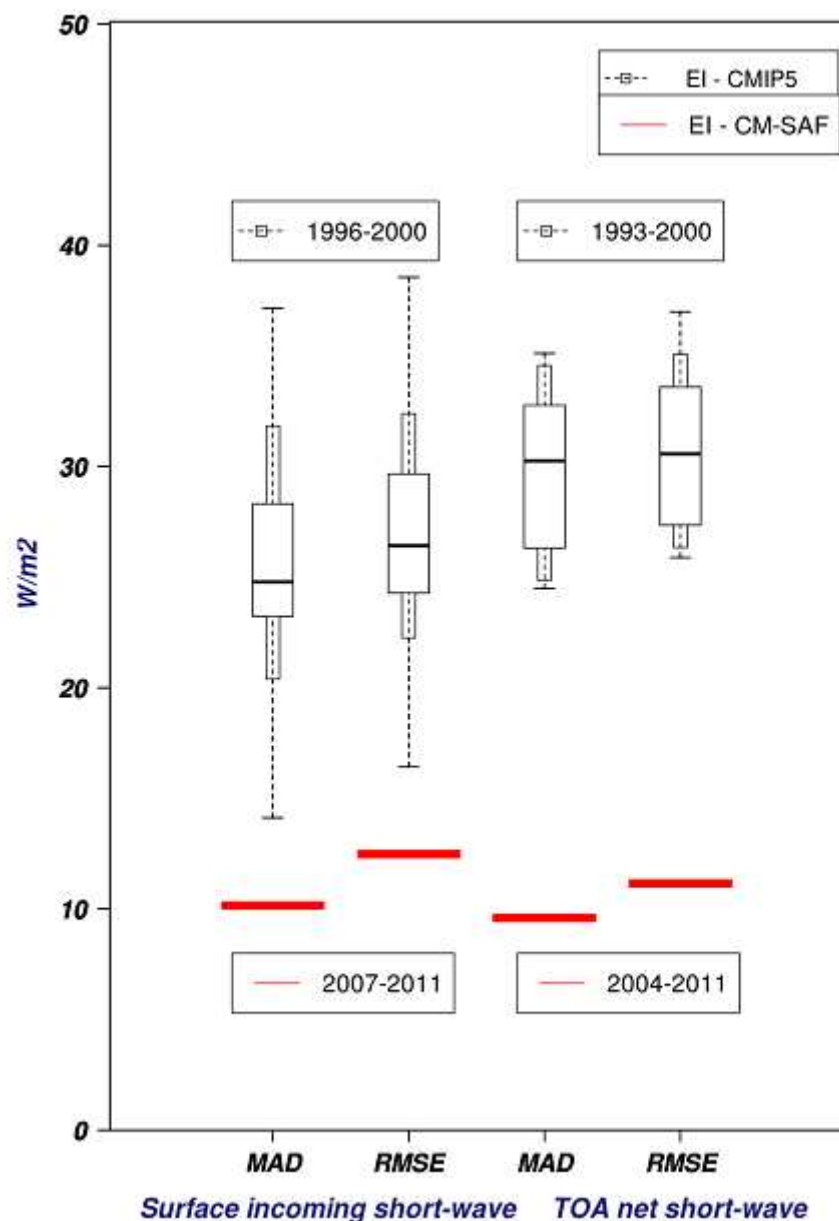 50
EI - CMIP5
EI - CM-SAF
1996-2000
1993-2000
40
30
W/m2
20
10
2007-2011
2004-2011
0
MAD RMSE MAD RMSE
Surface incoming short-wave TOA net short-wave